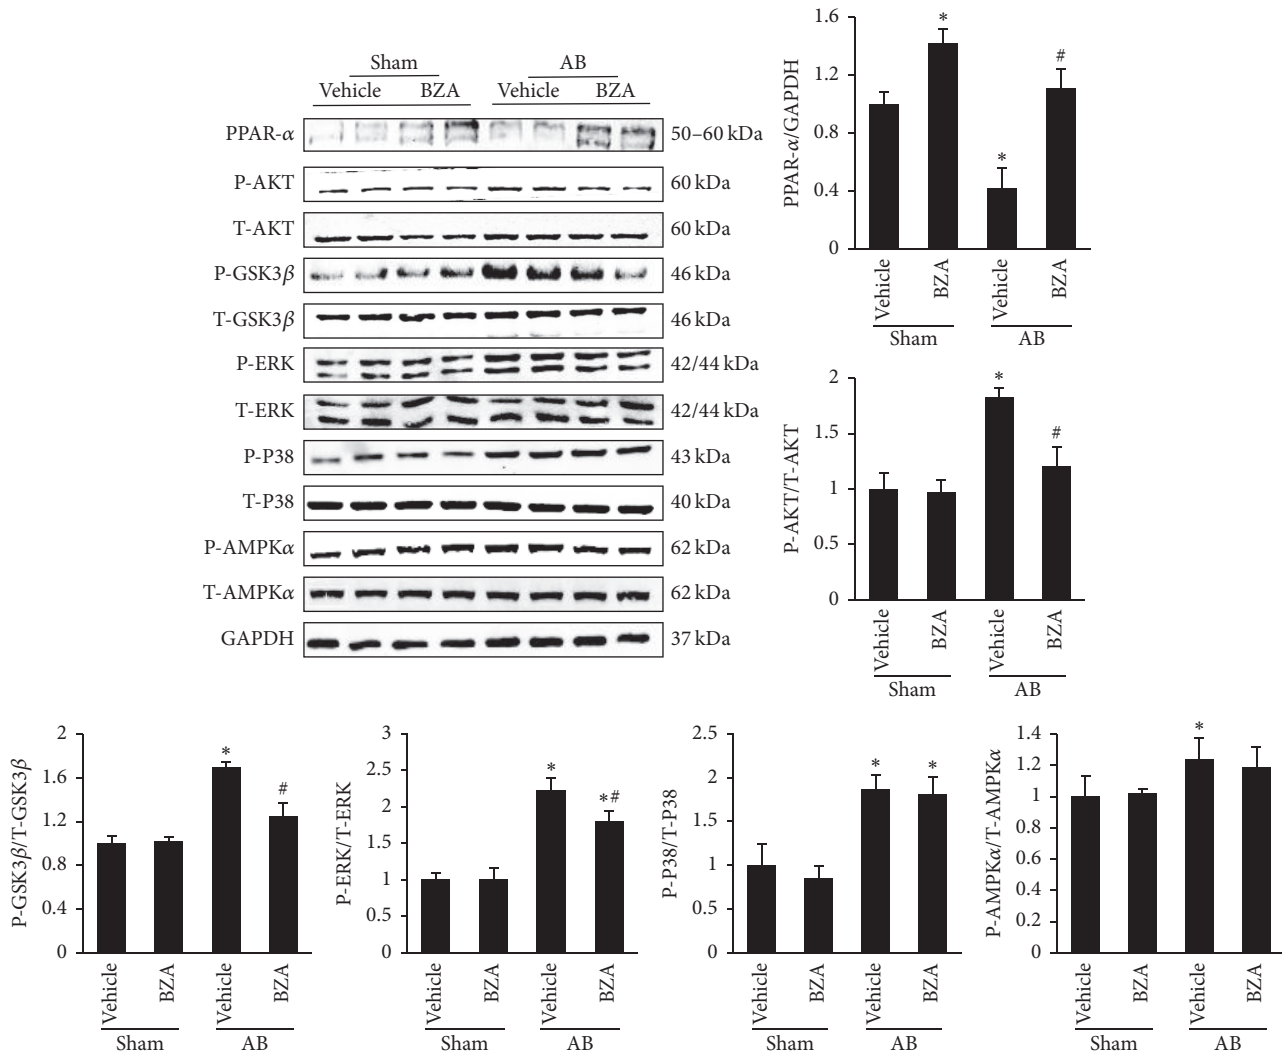 Sham
AB
Vehicle
BZA
Vehicle
BZA
PPAR-α
50–60 kDa
P-AKT
60 kDa
T-AKT
60 kDa
P-GSK3β
46 kDa
T-GSK3β
46 kDa
P-ERK
42/44 kDa
T-ERK
42/44 kDa
P-P38
43 kDa
T-P38
40 kDa
P-AMPKα
62 kDa
T-AMPKα
62 kDa
GAPDH
37 kDa
PPAR-α/GAPDH
1.6
1.2
0.8
0.4
0
*
*
#
Vehicle
BZA
Vehicle
BZA
Sham
AB
P-AKT/T-AKT
2
1.5
1
0.5
0
*
#
Vehicle
BZA
Vehicle
BZA
Sham
AB
P-GSK3β/T-GSK3β
2
1.6
1.2
0.8
0.4
0
*
#
Vehicle
BZA
Vehicle
BZA
Sham
AB
P-ERK/T-ERK
3
2.5
2
1.5
1
0.5
0
*
*#
Vehicle
BZA
Vehicle
BZA
Sham
AB
P-P38/T-P38
2.5
2
1.5
1
0.5
0
*
*
Vehicle
BZA
Vehicle
BZA
Sham
AB
P-AMPKα/T-AMPKα
1.4
1.2
1
0.8
0.6
0.4
0.2
0
*
Vehicle
BZA
Vehicle
BZA
Sham
AB